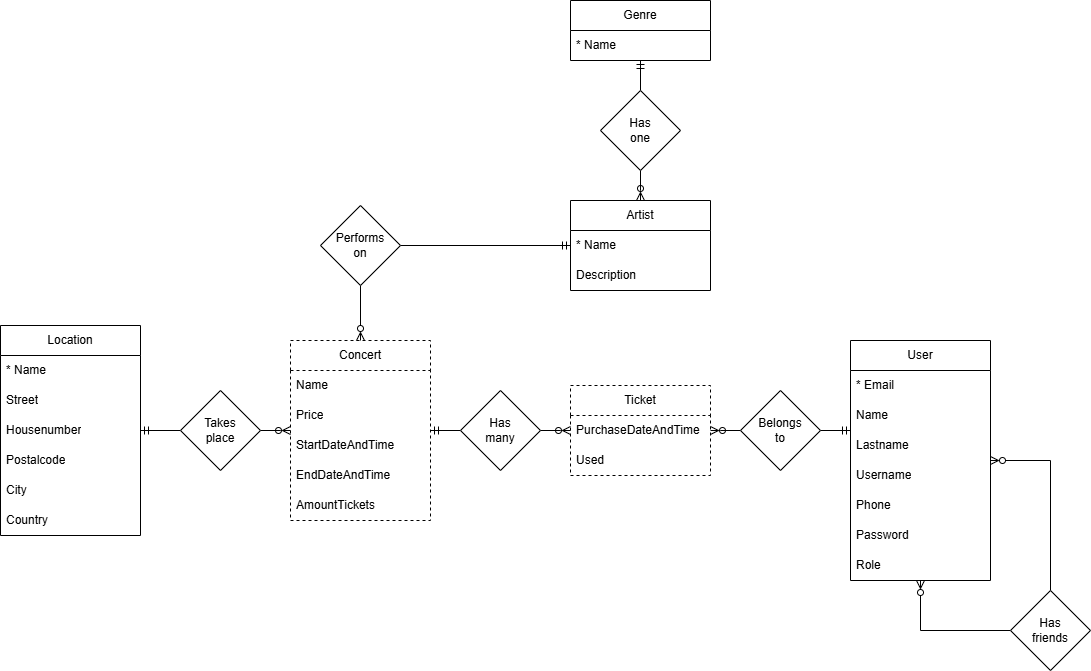 Genre
* Name
Has
one
Artist
* Name
Description
Performs
on
Location
* Name
Street
Housenumber
Postalcode
City
Country
Takes
place
Concert
Name
Price
StartDateAndTime
EndDateAndTime
AmountTickets
Has
many
Ticket
PurchaseDateAndTime
Used
Belongs
to
User
* Email
Name
Lastname
Username
Phone
Password
Role
Has
friends